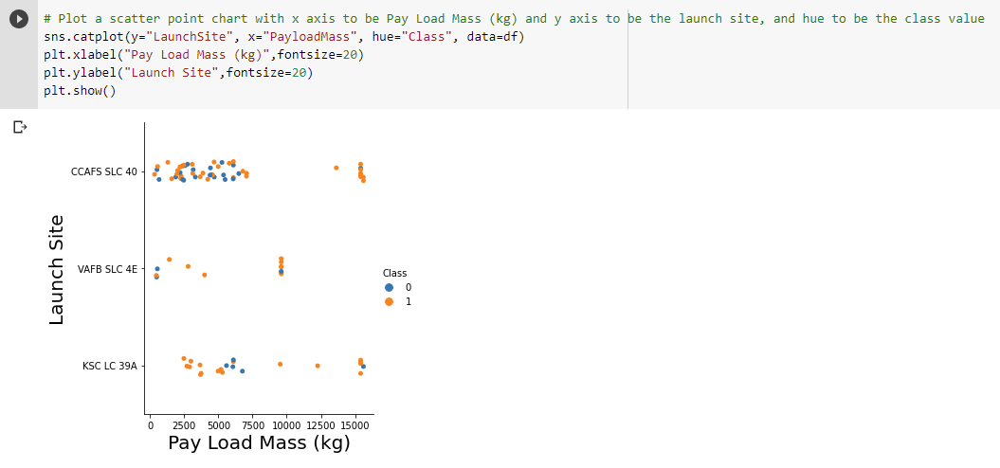 # Plot a scatter point chart with x axis to be Pay Load Mass (kg) and y axis to be the launch site, and hue to be the class value
sns.catplot(y="LaunchSite", x="PayloadMass", hue="Class", data=df)
plt.xlabel("Pay Load Mass (kg)",fontsize=20)
plt.ylabel("Launch Site",fontsize=20)
plt.show()
Launch Site
CCAFS SLC 40
VAFB SLC 4E
KSC LC 39A
Class
0
1
0 2500 5000 7500 10000 12500 15000
Pay Load Mass (kg)